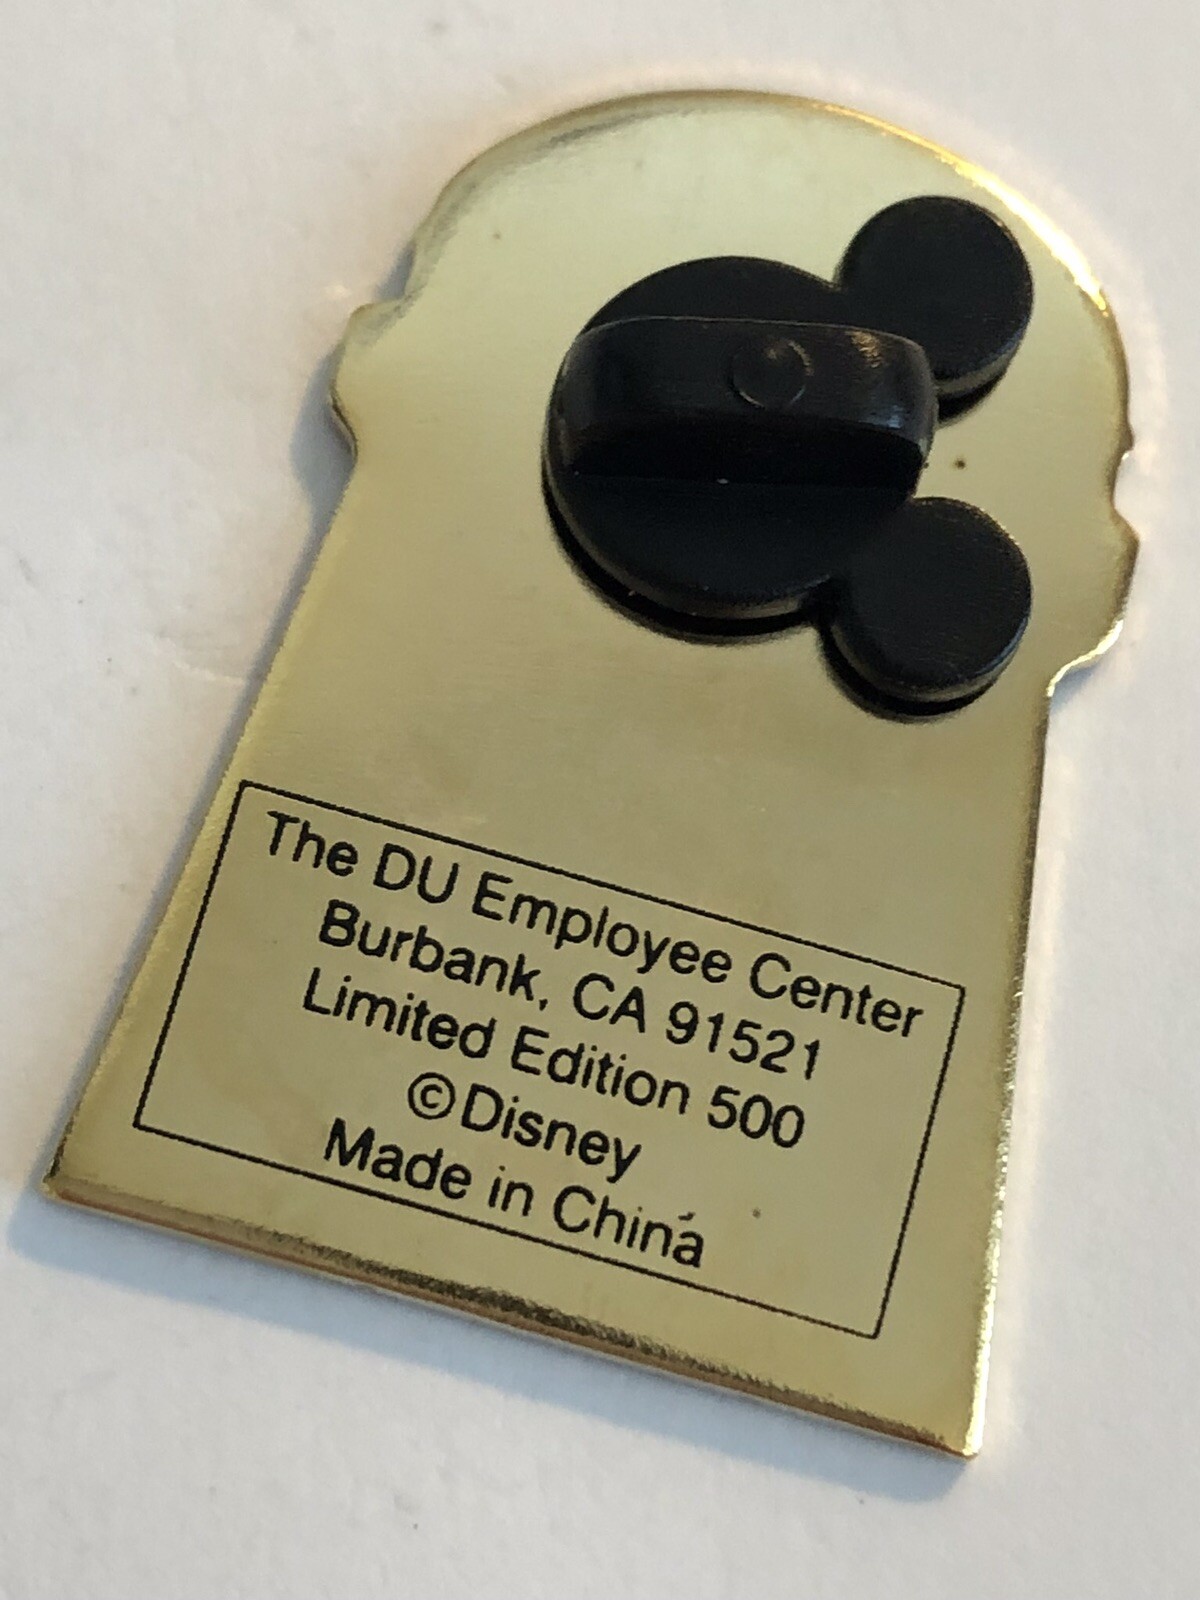 The DU Employee Center
Burbank, CA 91521
Limited Edition 500
©Disney
Made in China